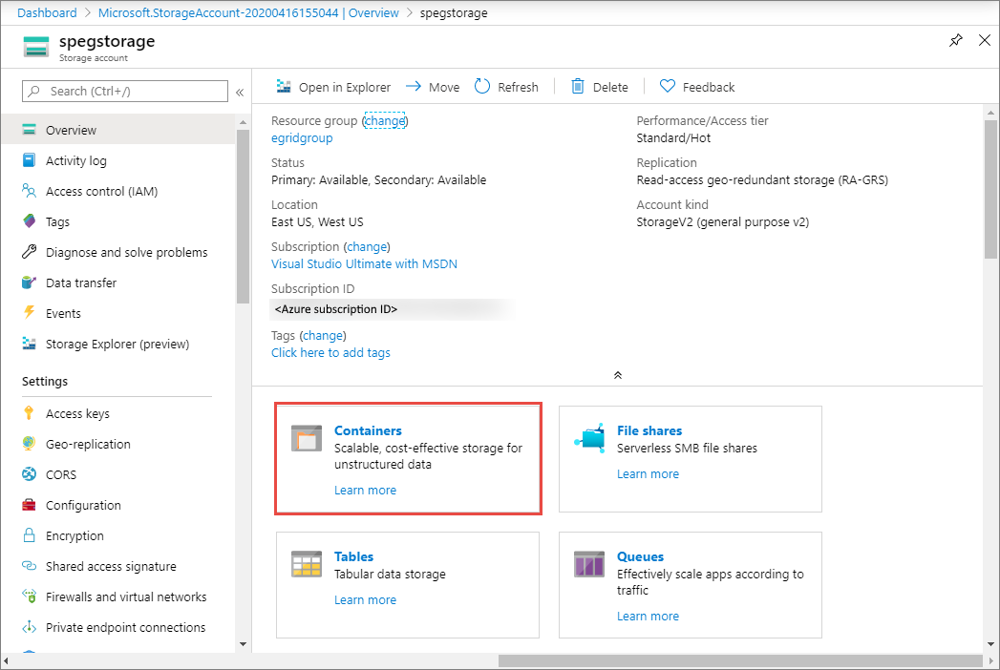 Dashboard > Microsoft.StorageAccount-20200416155044 | Overview > spegstorage
spegstorage
Storage account
Search (Ctrl+/)
«
Overview
Activity log
Access control (IAM)
Tags
Diagnose and solve problems
Data transfer
Events
Storage Explorer (preview)
Settings
Access keys
Geo-replication
CORS
Configuration
Encryption
Shared access signature
Firewalls and virtual networks
Private endpoint connections
Open in Explorer
Move
Refresh
Delete
Feedback
Resource group (change)
egridgroup
Status
Primary: Available, Secondary: Available
Location
East US, West US
Subscription (change)
Visual Studio Ultimate with MSDN
Subscription ID
<Azure subscription ID>
Tags (change)
Click here to add tags
Performance/Access tier
Standard/Hot
Replication
Read-access geo-redundant storage (RA-GRS)
Account kind
StorageV2 (general purpose v2)
Containers
Scalable, cost-effective storage for
unstructured data
Learn more
File shares
Serverless SMB file shares
Learn more
Tables
Tabular data storage
Learn more
Queues
Effectively scale apps according to
traffic
Learn more